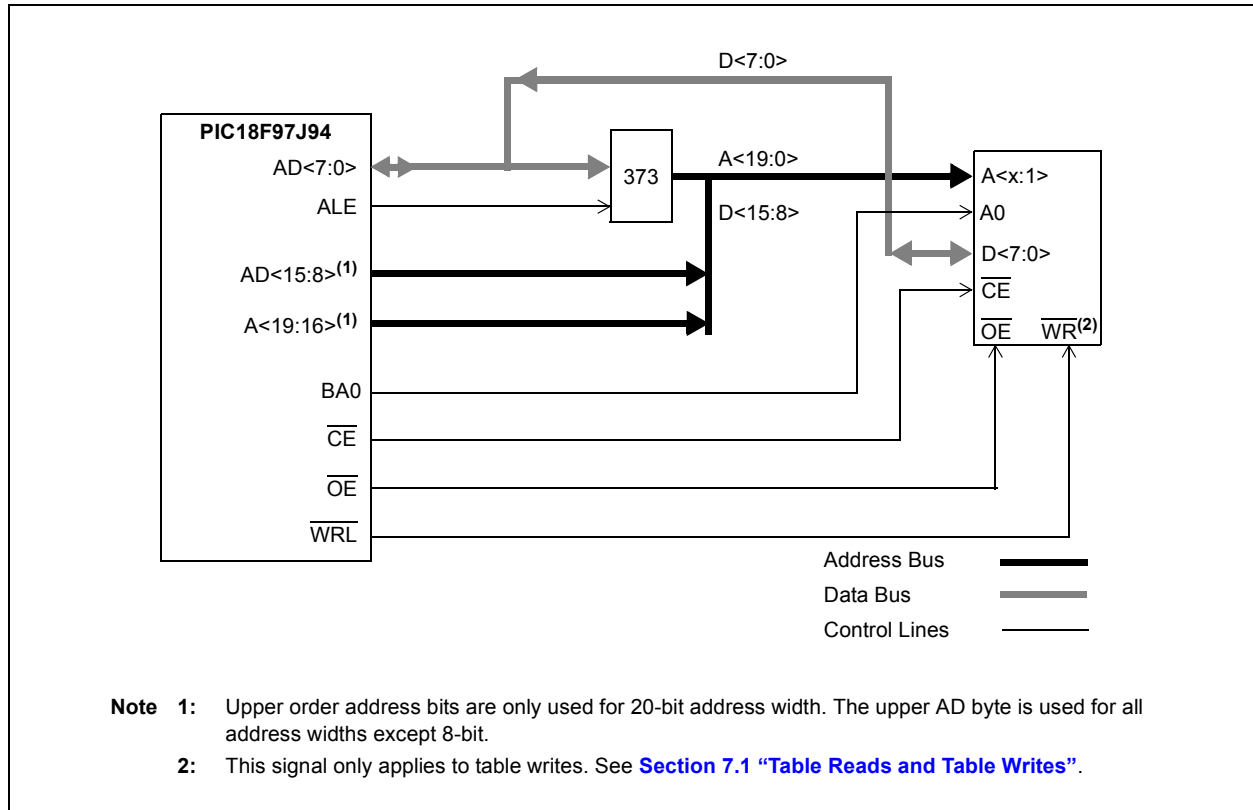 D<7:0>
PIC18F97J94
AD<7:0>
373
A<19:0>
A<x:1>
ALE
D<15:8>
A0
AD<15:8>(1)
D<7:0>
CE
A<19:16>(1)
OE WR(2)
BA0
CE
OE
WRL
Address Bus
Data Bus
Control Lines
Note 1: Upper order address bits are only used for 20-bit address width. The upper AD byte is used for all
address widths except 8-bit.
2: This signal only applies to table writes. See Section 7.1 “Table Reads and Table Writes”.